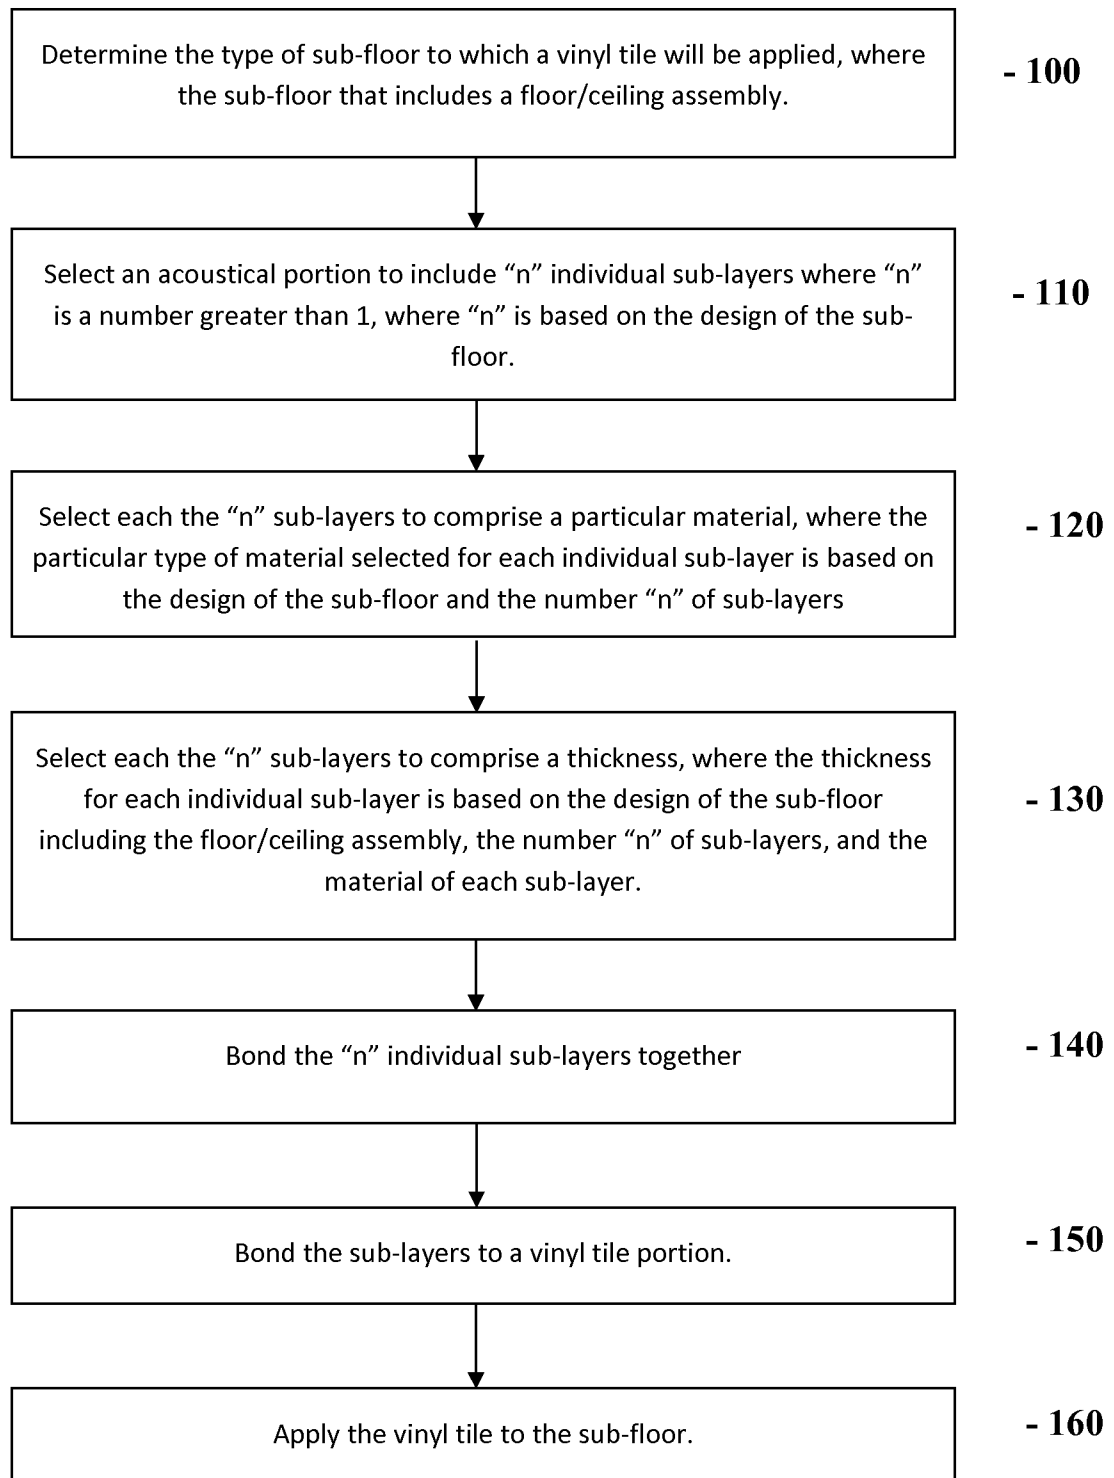 Determine the type of sub-floor to which a vinyl tile will be applied, where
the sub-floor that includes a floor/ceiling assembly.
- 100
Select an acoustical portion to include “n” individual sub-layers where “n”
is a number greater than 1, where “n” is based on the design of the sub-
floor.
- 110
Select each the “n” sub-layers to comprise a particular material, where the
particular type of material selected for each individual sub-layer is based on
the design of the sub-floor and the number “n” of sub-layers
- 120
Select each the “n” sub-layers to comprise a thickness, where the thickness
for each individual sub-layer is based on the design of the sub-floor
including the floor/ceiling assembly, the number “n” of sub-layers, and the
material of each sub-layer.
- 130
Bond the “n” individual sub-layers together
- 140
Bond the sub-layers to a vinyl tile portion.
- 150
Apply the vinyl tile to the sub-floor.
- 160